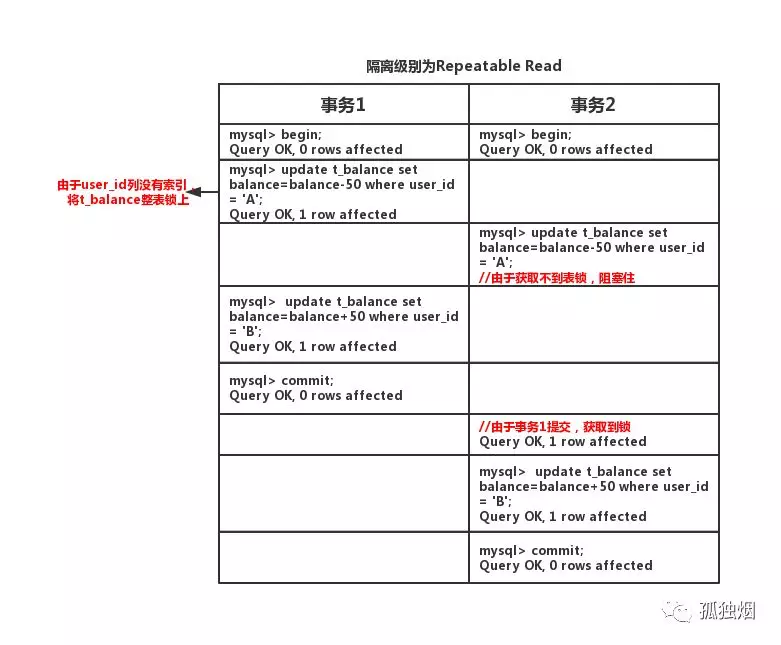 隔离级别为Repeatable Read
事务1
事务2
mysql> begin;
Query OK, 0 rows affected
mysql> begin;
Query OK, 0 rows affected
由于user_id列没有索引，
将t_balance整表锁上
mysql> update t_balance set
balance=balance-50 where user_id
= 'A';
Query OK, 1 row affected
mysql> update t_balance set
balance=balance-50 where user_id
= 'A';
//由于获取不到表锁，阻塞住
mysql>  update t_balance set
balance=balance+50 where user_id
= 'B';
Query OK, 1 row affected
mysql> commit;
Query OK, 0 rows affected
//由于事务1提交，获取到锁
Query OK, 1 row affected
mysql>  update t_balance set
balance=balance+50 where user_id
= 'B';
Query OK, 1 row affected
mysql> commit;
Query OK, 0 rows affected
孤独烟